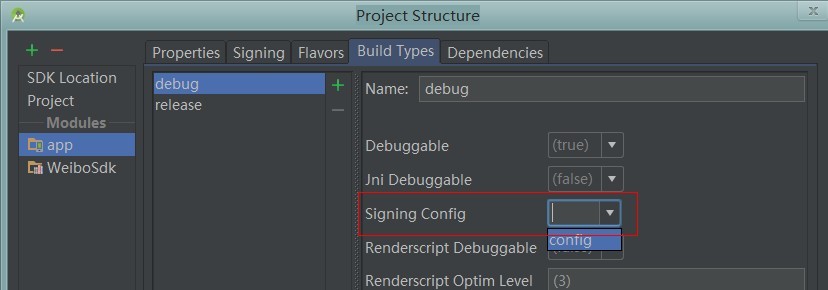 Project Structure
Properties Signing Flavors Build Types Dependencies
SDK Location
Project
Modules
app
WeiboSdk
debug
release
Name: debug
Debuggable (true)
Jni Debuggable (false)
Signing Config
config
Renderscript Debuggable
Renderscript Optim Level (3)